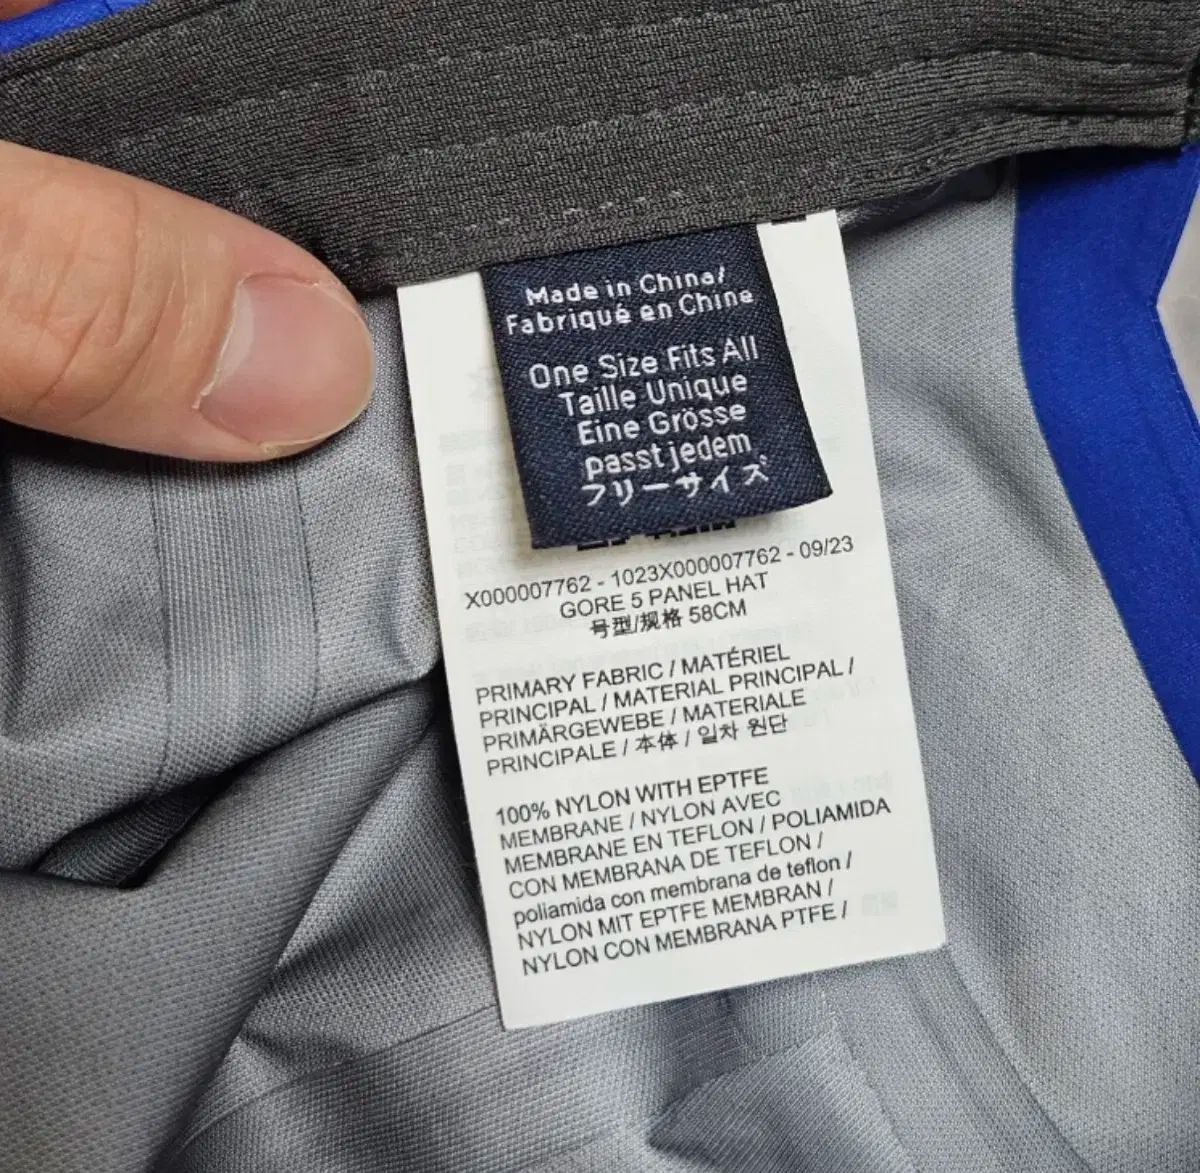 Made in China/
Fabriqué en Chine
One Size Fits All
Taille Unique
Eine Grösse
passt jedem
フリーサイズ
X000007762 - 1023X000007762 - 09/23
GORE 5 PANEL HAT
号型/规格 58CM
PRIMARY FABRIC / MATÉRIEL
PRINCIPAL / MATERIAL PRINCIPAL /
PRIMÄRGEWEBE / MATERIALE
PRINCIPALE / 本体 / 일차 원단
100% NYLON WITH EPTFE
MEMBRANE / NYLON AVEC
MEMBRANE EN TEFLON / POLIAMIDA
CON MEMBRANA DE TEFLON /
poliamida con membrana de teflon /
NYLON MIT EPTFE MEMBRAN /
NYLON CON MEMBRANA PTFE /